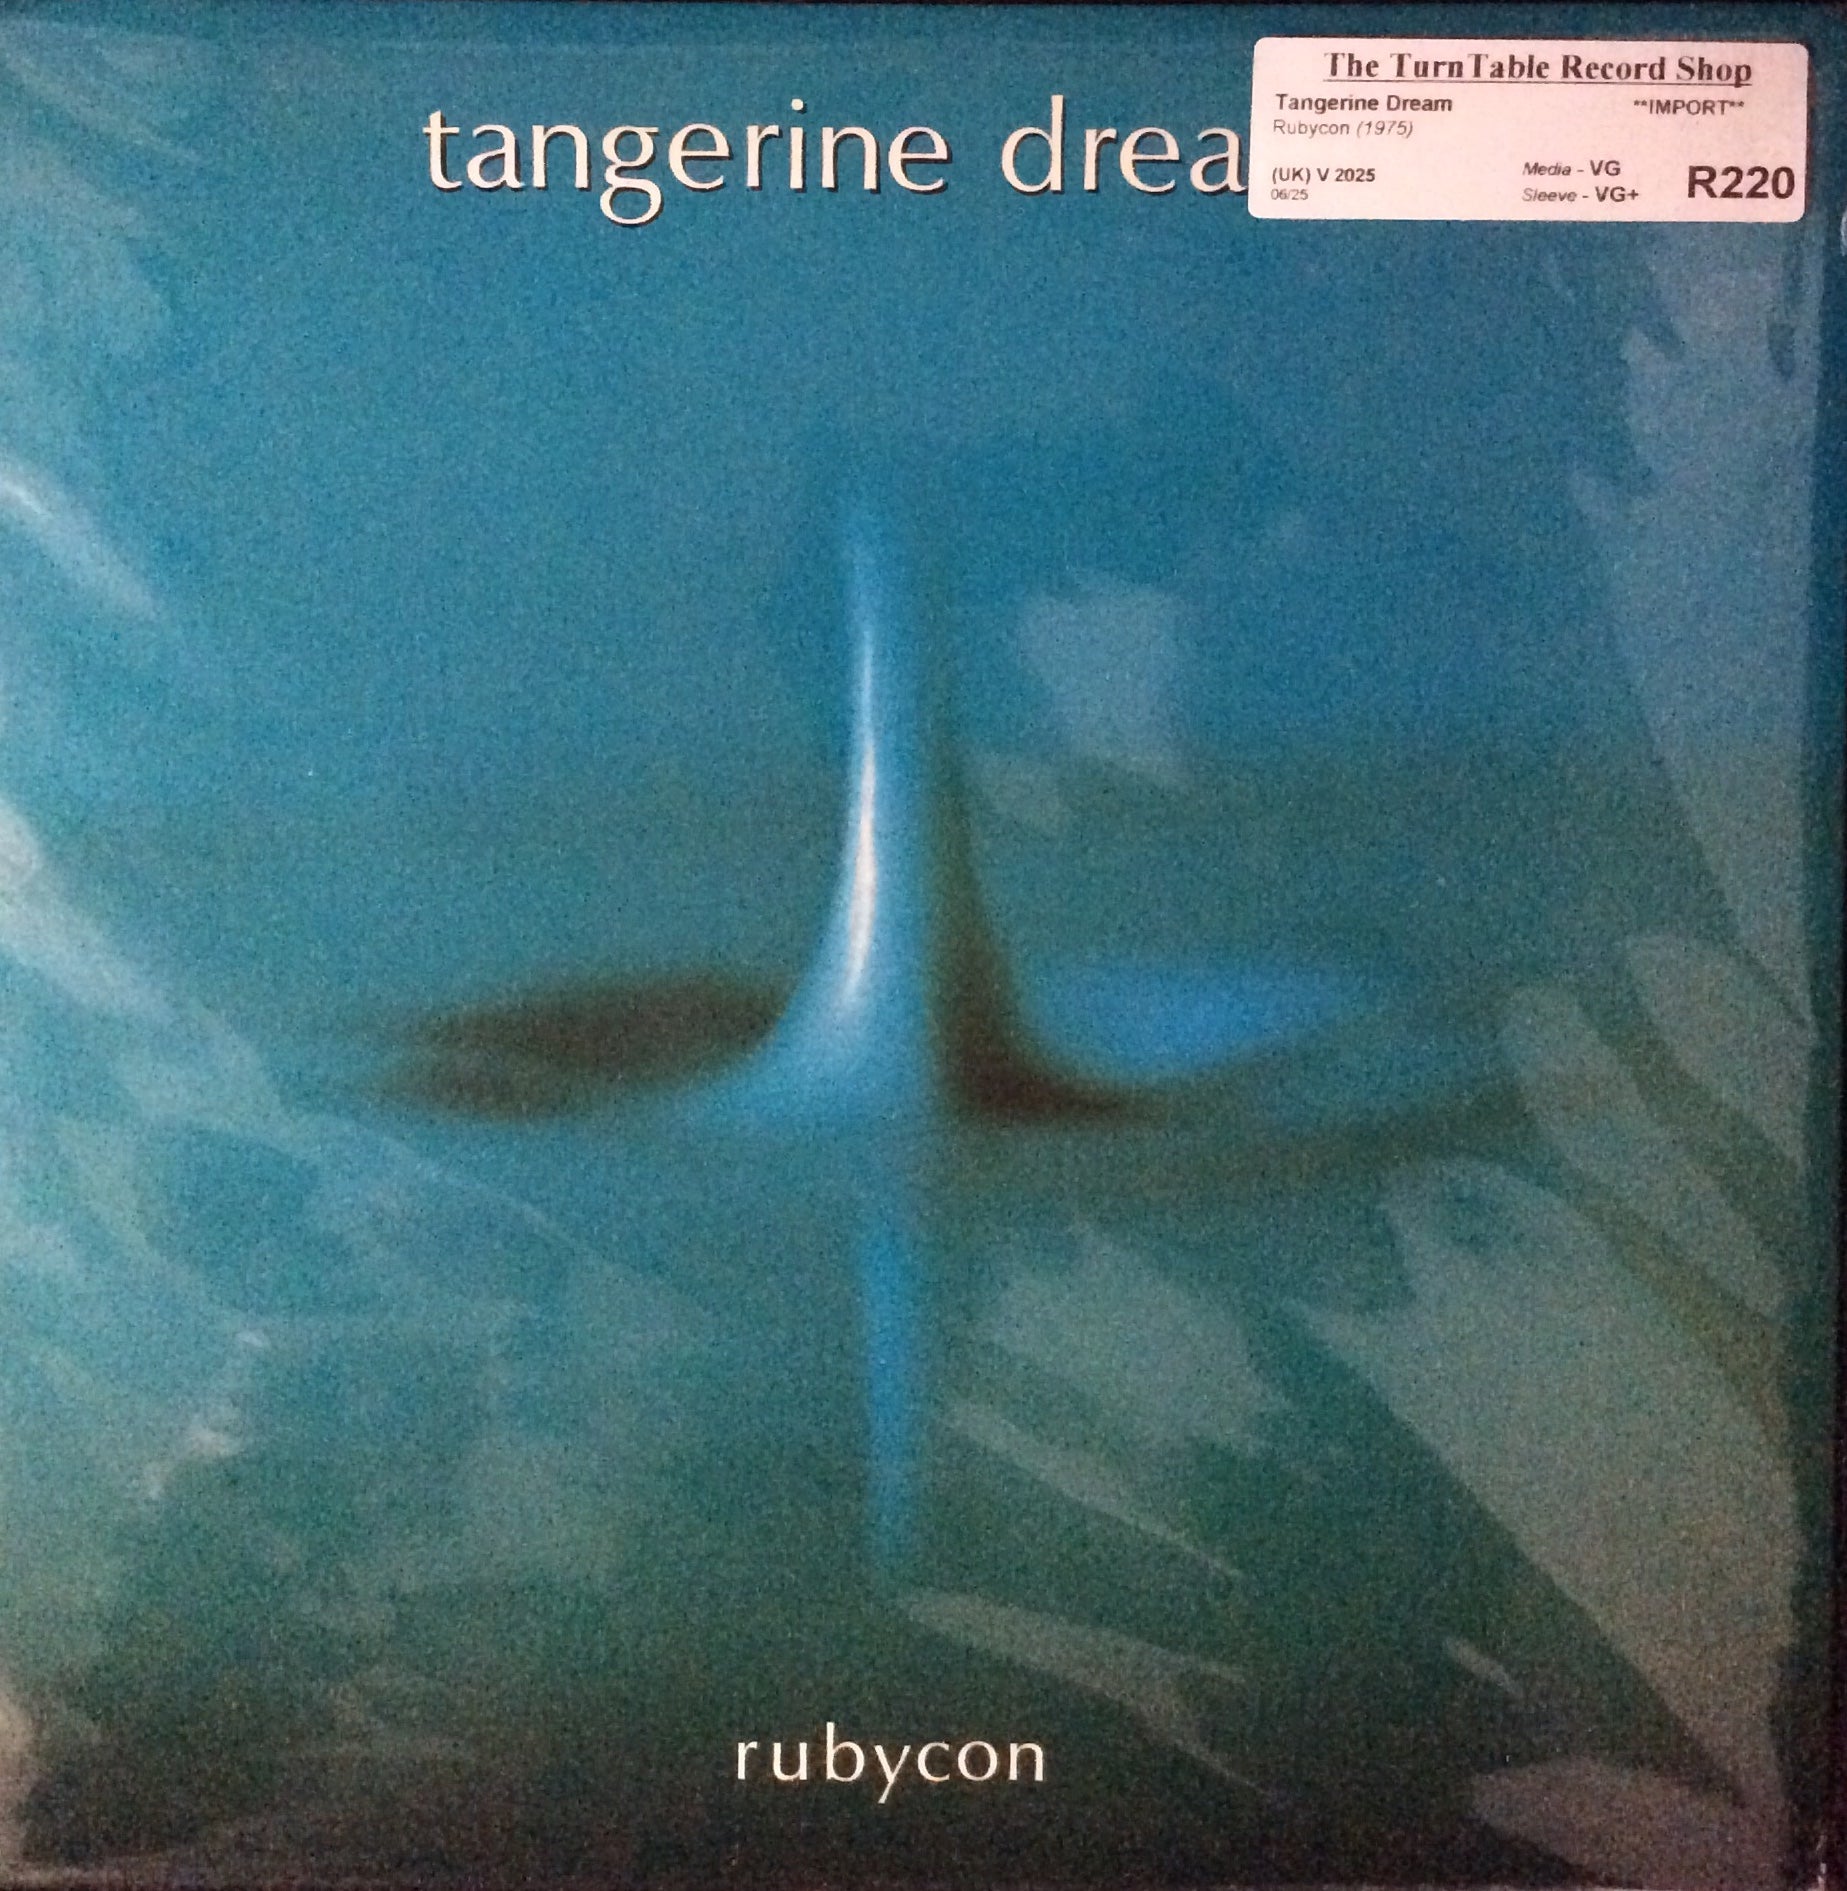 tangerine drea
The TurnTable Record Shop
Tangerine Dream **IMPORT**
Rubycon (1975)
(UK) V 2025 Media - VG
06/25 Sleeve - VG+ R220
rubycon